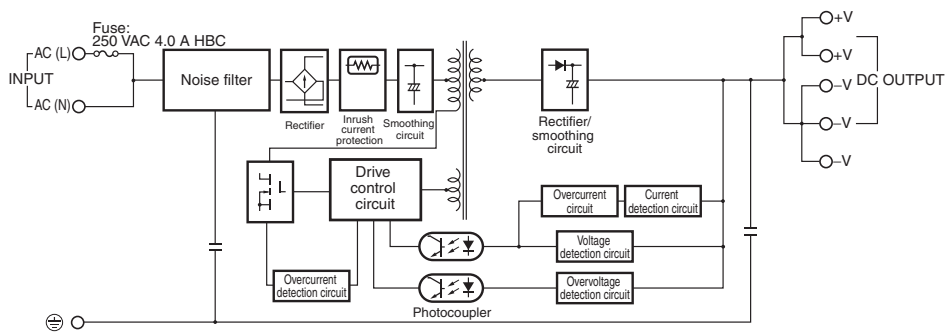 Fuse:
250 VAC 4.0 A HBC
AC (L)
INPUT
AC (N)
Noise filter
Rectifier
Inrush
current
protection
Smoothing
circuit
Rectifier/
smoothing
circuit
+V
+V
−V
DC OUTPUT
−V
−V
Drive
control
circuit
Overcurrent
circuit
Current
detection circuit
Voltage
detection circuit
Overcurrent
detection circuit
Overvoltage
detection circuit
Photocoupler